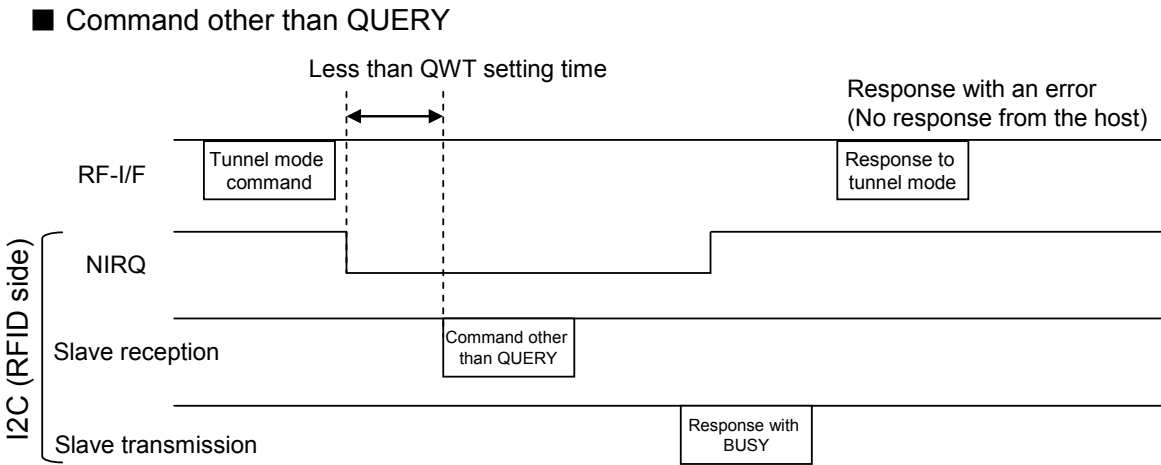 ■ Command other than QUERY
Less than QWT setting time
Response with an error
(No response from the host)
RF-I/F
Tunnel mode
command
Response to
tunnel mode
I2C (RFID side)
NIRQ
Slave reception
Command other
than QUERY
Slave transmission
Response with
BUSY